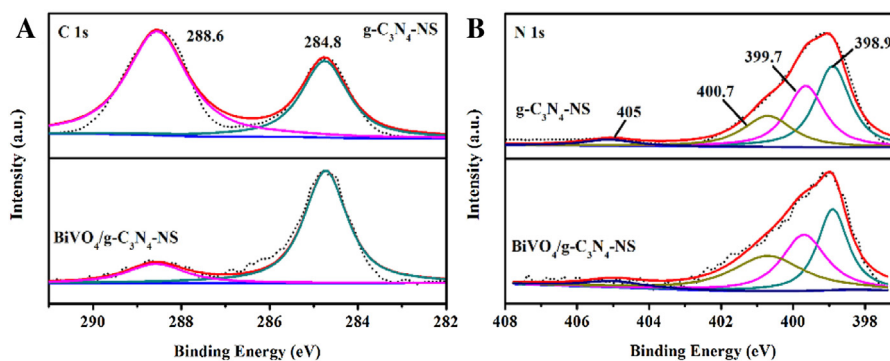 A
C 1s
288.6
284.8
g-C₃N₄-NS
BiVO₄/g-C₃N₄-NS
Intensity (a.u.)
290
288
286
284
282
Binding Energy (eV)
B
N 1s
g-C₃N₄-NS
405
400.7
399.7
398.9
BiVO₄/g-C₃N₄-NS
Intensity (a.u.)
408
406
404
402
400
398
Binding Energy (eV)